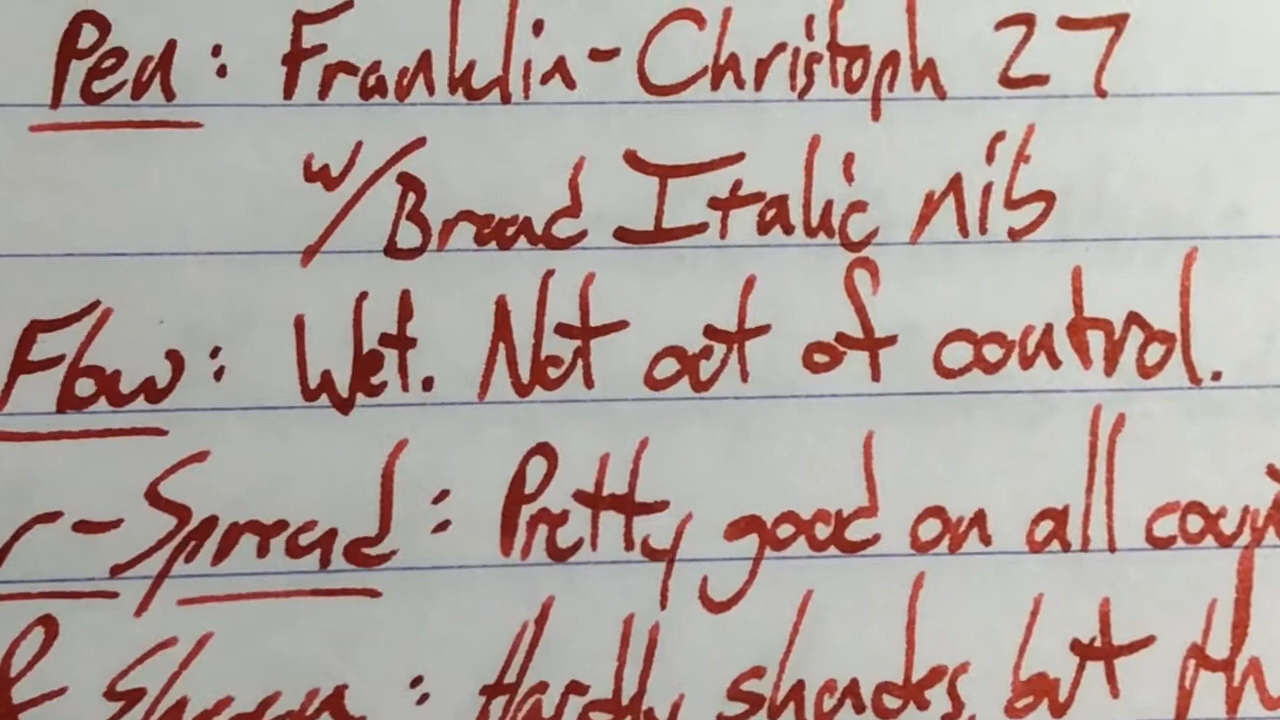 Pen: Franklin-Christoph 27
w/Broad Italic nib
Flow: Wet. Not out of control.
r-Spread: Pretty good on all
& Sheen: Hardly shades, but